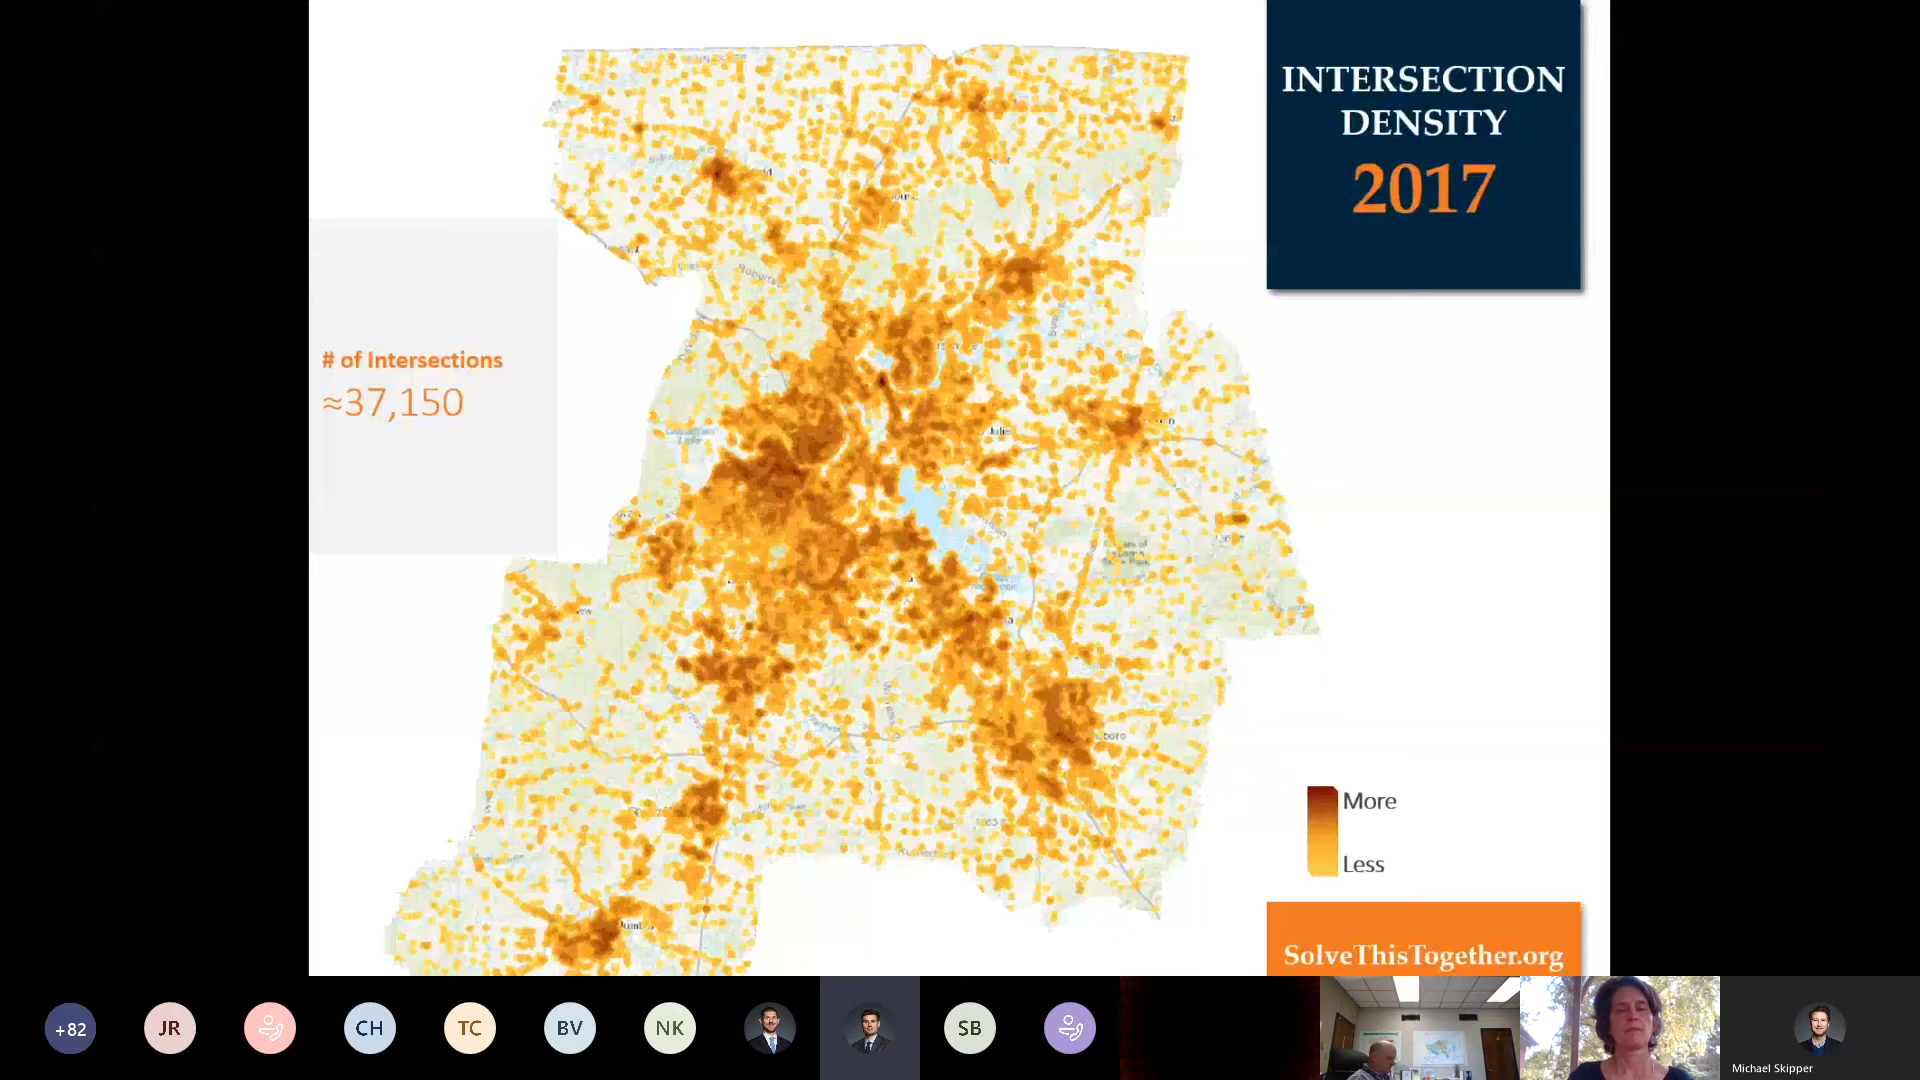 INTERSECTION
DENSITY
2017
# of Intersections
≈37,150
More
Less
SolveThisTogether.org
+82
JR
CH
TC
BV
NK
SB
Michael Skipper